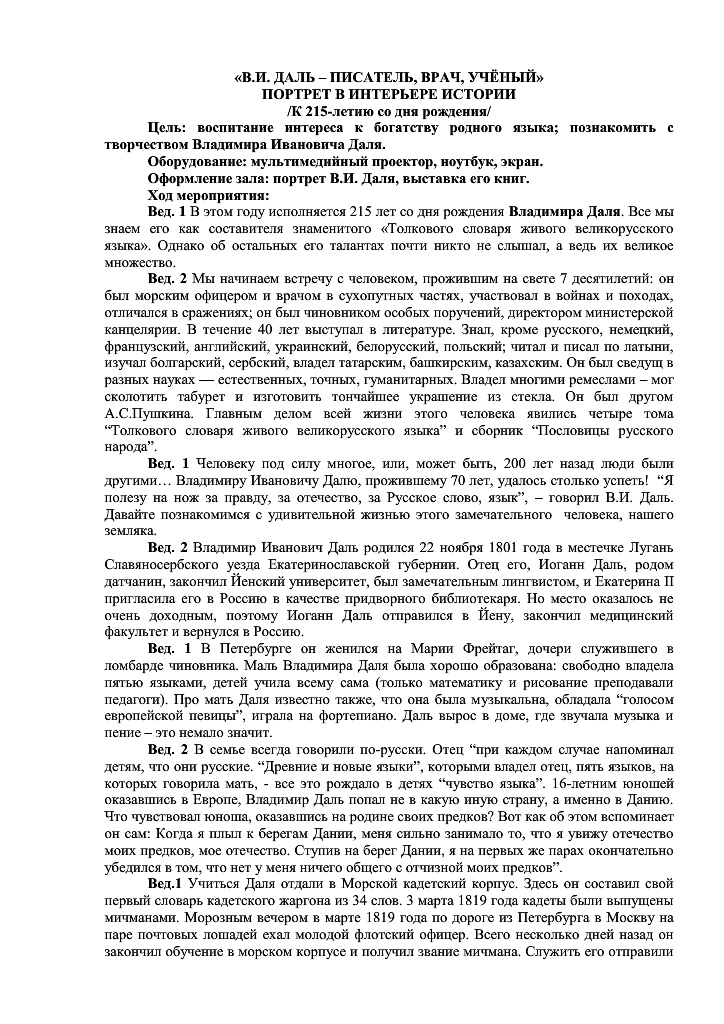 «В.И. ДАЛЬ – ПИСАТЕЛЬ, ВРАЧ, УЧЁНЫЙ»
ПОРТРЕТ В ИНТЕРЬЕРЕ ИСТОРИИ
/К 215-летию со дня рождения/
Цель: воспитание интереса к богатству родного языка; познакомить с
творчеством Владимира Ивановича Даля.
Оборудование: мультимедийный проектор, ноутбук, экран.
Оформление зала: портрет В.И. Даля, выставка его книг.
Ход мероприятия:
Вед. 1 В этом году исполняется 215 лет со дня рождения Владимира Даля. Все мы
знаем его как составителя знаменитого «Толкового словаря живого великорусского
языка». Однако об остальных его талантах почти никто не слышал, а ведь их великое
множество.
Вед. 2 Мы начинаем встречу с человеком, прожившим на свете 7 десятилетий: он
был морским офицером и врачом в сухопутных частях, участвовал в войнах и походах,
отличался в сражениях; он был чиновником особых поручений, директором министерской
канцелярии. В течение 40 лет выступал в литературе. Знал, кроме русского, немецкий,
французский, английский, украинский, белорусский, польский; читал и писал по латыни,
изучал болгарский, сербский, владел татарским, башкирским, казахским. Он был сведущ в
разных науках — естественных, точных, гуманитарных. Владел многими ремеслами – мог
сколотить табурет и изготовить тончайшее украшение из стекла. Он был другом
А.С.Пушкина. Главным делом всей жизни этого человека явились четыре тома
“Толкового словаря живого великорусского языка” и сборник “Пословицы русского
народа”.
Вед. 1 Человеку под силу многое, или, может быть, 200 лет назад люди были
другими… Владимиру Ивановичу Далю, прожившему 70 лет, удалось столько успеть! “Я
полезу на нож за правду, за отечество, за Русское слово, язык”, – говорил В.И. Даль.
Давайте познакомимся с удивительной жизнью этого замечательного человека, нашего
земляка.
Вед. 2 Владимир Иванович Даль родился 22 ноября 1801 года в местечке Лугань
Славяносербского уезда Екатеринославской губернии. Отец его, Иоганн Даль, родом
датчанин, закончил Йенский университет, был замечательным лингвистом, и Екатерина II
пригласила его в Россию в качестве придворного библиотекаря. Но место оказалось не
очень доходным, поэтому Иоганн Даль отправился в Йену, закончил медицинский
факультет и вернулся в Россию.
Вед. 1 В Петербурге он женился на Марии Фрейтаг, дочери служившего в
ломбарде чиновника. Маль Владимира Даля была хорошо образована: свободно владела
пятью языками, детей учила всему сама (только математику и рисование преподавали
педагоги). Про мать Даля известно также, что она была музыкальна, обладала “голосом
европейской певицы”, играла на фортепиано. Даль вырос в доме, где звучала музыка и
пение – это немало значит.
Вед. 2 В семье всегда говорили по-русски. Отец “при каждом случае напоминал
детям, что они русские. “Древние и новые языки”, которыми владел отец, пять языков, на
которых говорила мать, - все это рождало в детях “чувство языка”. 16-летним юношей
оказавшись в Европе, Владимир Даль попал не в какую иную страну, а именно в Данию.
Что чувствовал юноша, оказавшись на родине своих предков? Вот как об этом вспоминает
он сам: Когда я плыл к берегам Дании, меня сильно занимало то, что я увижу отечество
моих предков, мое отечество. Ступив на берег Дании, я на первых же парах окончательно
убедился в том, что нет у меня ничего общего с отчизной моих предков”.
Вед.1 Учиться Даля отдали в Морской кадетский корпус. Здесь он составил свой
первый словарь кадетского жаргона из 34 слов. 3 марта 1819 года кадеты были выпущены
мичманами. Морозным вечером в марте 1819 года по дороге из Петербурга в Москву на
паре почтовых лошадей ехал молодой флотский офицер. Всего несколько дней назад он
закончил обучение в морском корпусе и получил звание мичмана. Служить его отправили